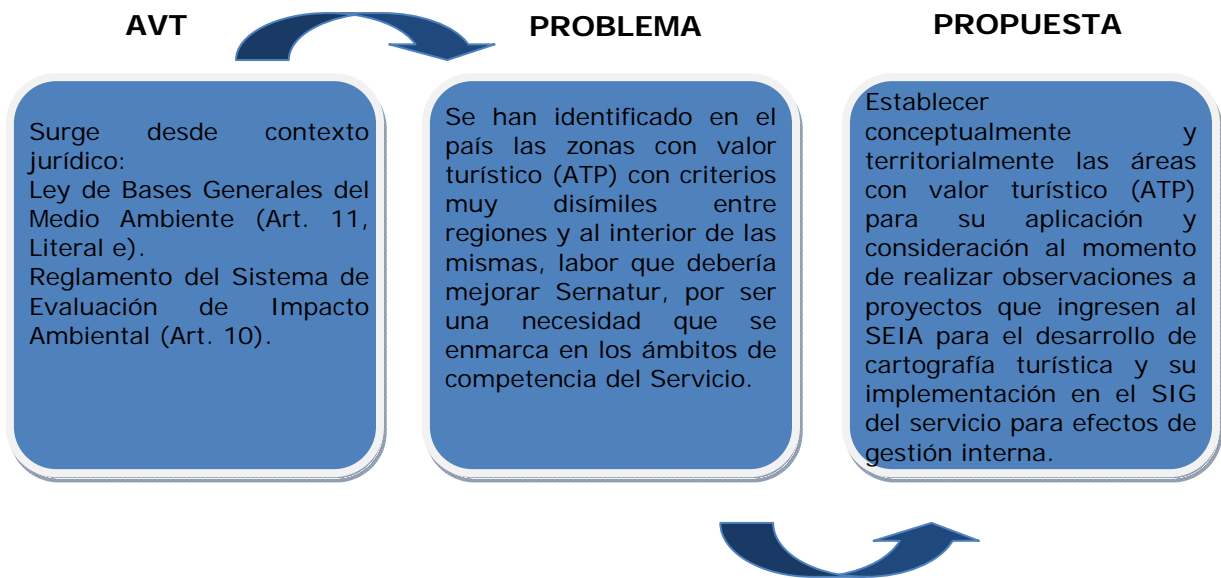 AVT
PROBLEMA
PROPUESTA
Surge desde contexto
jurídico:
Ley de Bases Generales del
Medio Ambiente (Art. 11,
Literal e).
Reglamento del Sistema de
Evaluación de Impacto
Ambiental (Art. 10).
Se han identificado en el
país las zonas con valor
turístico (ATP) con criterios
muy disímiles entre
regiones y al interior de las
mismas, labor que debería
mejorar Sernatur, por ser
una necesidad que se
enmarca en los ámbitos de
competencia del Servicio.
Establecer
conceptualmente y
territorialmente las áreas
con valor turístico (ATP)
para su aplicación y
consideración al momento
de realizar observaciones a
proyectos que ingresen al
SEIA para el desarrollo de
cartografía turística y su
implementación en el SIG
del servicio para efectos de
gestión interna.